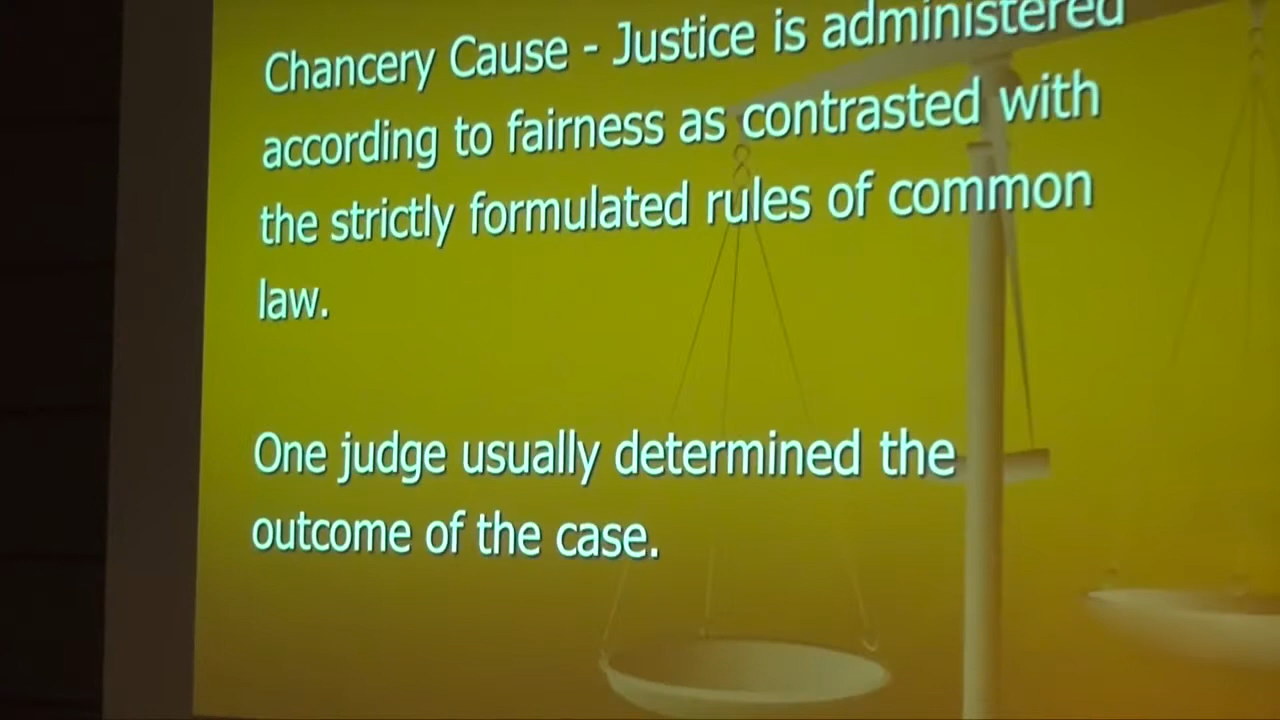 Chancery Cause - Justice is administered
according to fairness as contrasted with
the strictly formulated rules of common
law.
One judge usually determined the
outcome of the case.